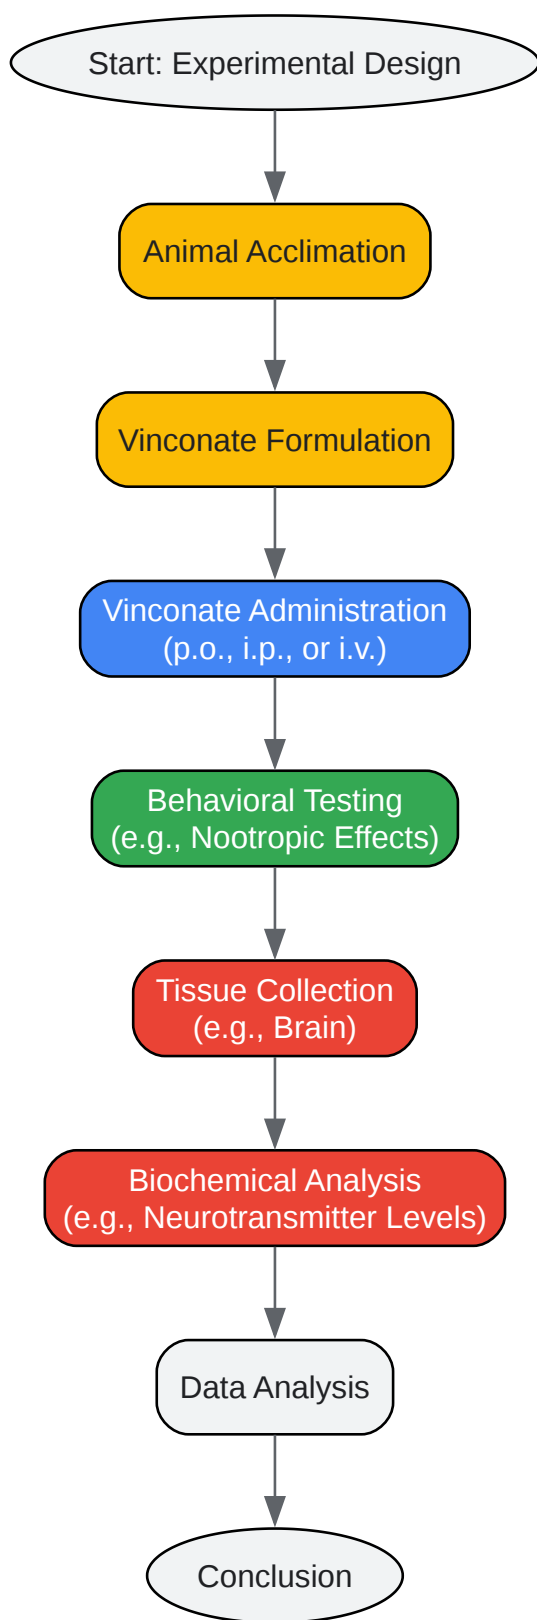 Start: Experimental Design
Animal Acclimation
Vinconate Formulation
Vinconate Administration
(p.o., i.p., or i.v.)
Behavioral Testing
(e.g., Nootropic Effects)
Tissue Collection
(e.g., Brain)
Biochemical Analysis
(e.g., Neurotransmitter Levels)
Data Analysis
Conclusion